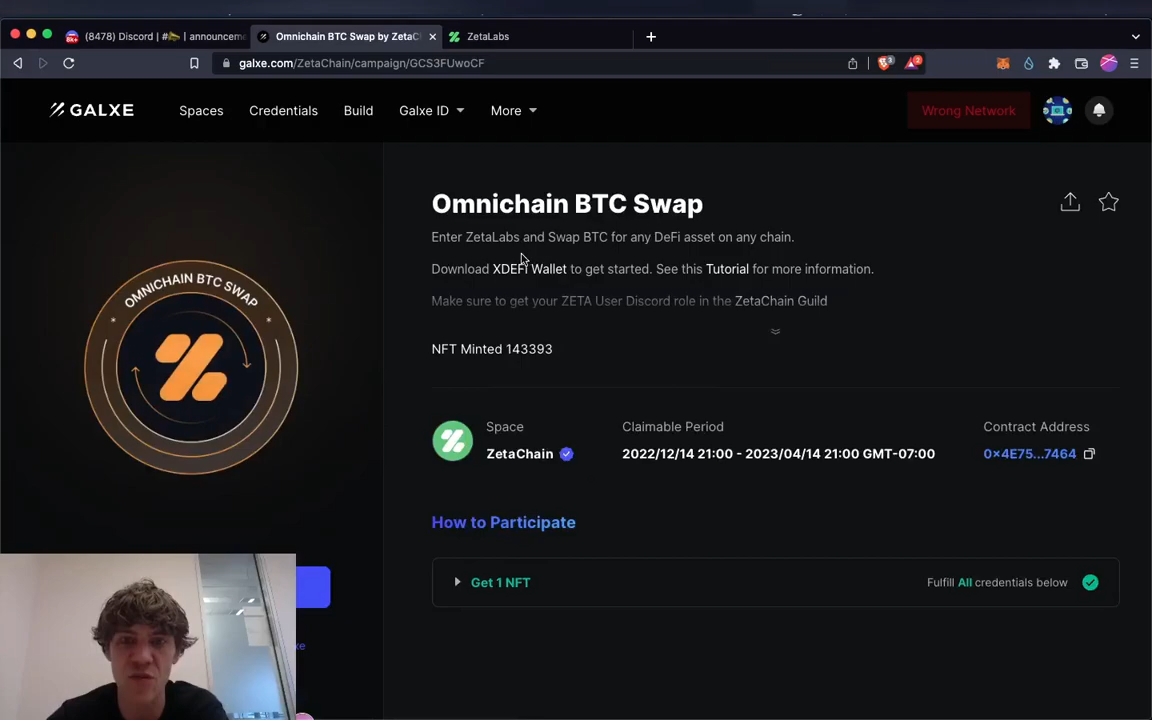 (8478) Discord | #📣 | announcem
Omnichain BTC Swap by ZetaC
ZetaLabs
galxe.com/ZetaChain/campaign/GCS3FUwoCF
3
2
GALXE
Spaces
Credentials
Build
Galxe ID
More
Wrong Network
OMNICHAIN BTC SWAP
Omnichain BTC Swap
Enter ZetaLabs and Swap BTC for any DeFi asset on any chain.
Download XDEFI Wallet to get started. See this Tutorial for more information.
Make sure to get your ZETA User Discord role in the ZetaChain Guild
NFT Minted 143393
Space
ZetaChain
Claimable Period
2022/12/14 21:00 - 2023/04/14 21:00 GMT-07:00
Contract Address
0x4E75...7464
How to Participate
Get 1 NFT
Fulfill All credentials below
xe